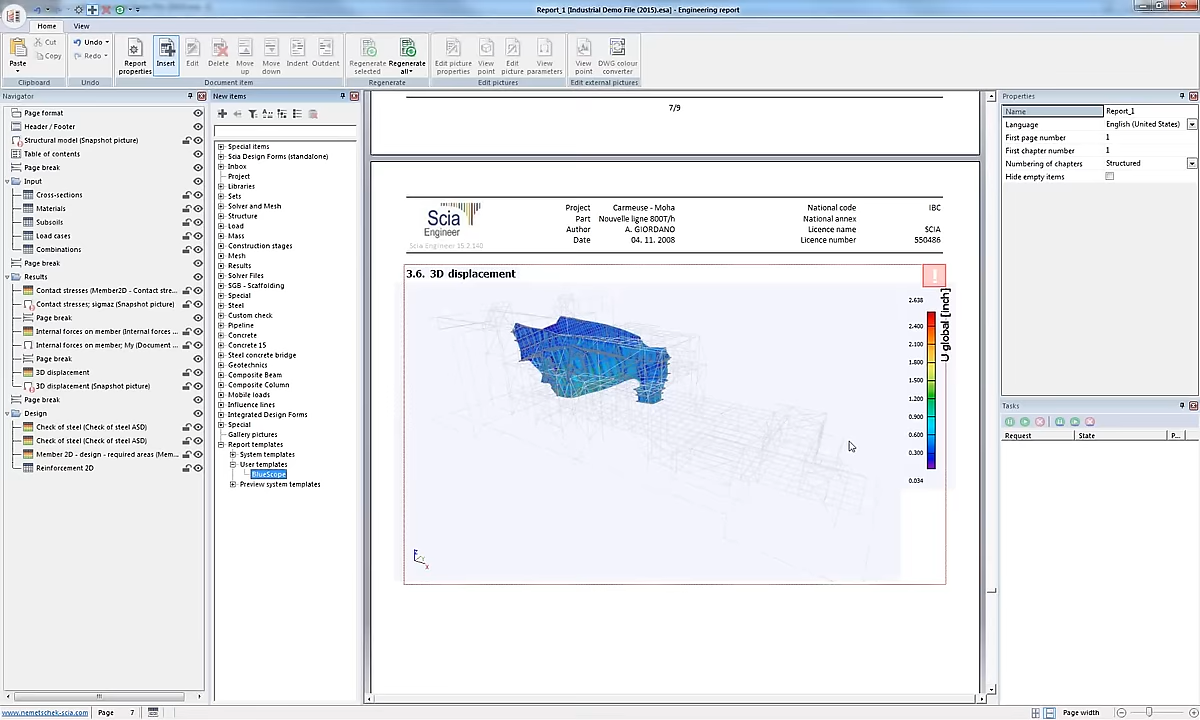 Report_1 [Industrial Demo File (2015).esa] - Engineering report
Home View
Paste
Cut
Copy
Clipboard
Undo
Redo
Undo
Report properties
Insert
Edit
Delete
Move up
Move down
Indent
Outdent
Document item
Regenerate selected
Regenerate all
Regenerate
Edit picture properties
View point
Edit picture
View parameters
Edit pictures
View point
DWG colour converter
Edit external pictures
Navigator
Page format
Header / Footer
Structural model (Snapshot picture)
Table of contents
Page break
Input
Cross-sections
Materials
Subsoils
Load cases
Combinations
Page break
Results
Contact stresses (Member2D - Contact stre...
Contact stresses; sigmaz (Snapshot picture)
Page break
Internal forces on member (Internal forces ...
Internal forces on member; My (Document ...
Page break
3D displacement
3D displacement (Snapshot picture)
Page break
Design
Check of steel (Check of steel ASD)
Check of steel (Check of steel ASD)
Member 2D - design - required areas (Mem...
Reinforcement 2D
New items
Special items
Scia Design Forms (standalone)
Inbox
Project
Libraries
Sets
Solver and Mesh
Structure
Load
Mass
Construction stages
Mesh
Results
Solver Files
SGB - Scaffolding
Special
Steel
Custom check
Pipeline
Concrete
Concrete 15
Steel concrete bridge
Geotechnics
Composite Beam
Composite Column
Mobile loads
Influence lines
Integrated Design Forms
Special
Gallery pictures
Report templates
System templates
User templates
BlueScope
Preview system templates
7/9
Scia
Engineer
Scia Engineer 15.2.140
Project Carmeuse - Moha
Part Nouvelle ligne 800T/h
Author A. GIORDANO
Date 04. 11. 2008
National code IBC
National annex
Licence name SCIA
Licence number 550486
3.6. 3D displacement
!
2.638
2.400
2.100
1.800
1.500
1.200
0.900
0.600
0.300
0.034
U global [inch]
Z
Y
X
Properties
Name Report_1
Language English (United States)
First page number 1
First chapter number 1
Numbering of chapters Structured
Hide empty items
Tasks
Request State P...
www.nemetschek-scia.com Page 7
Page width